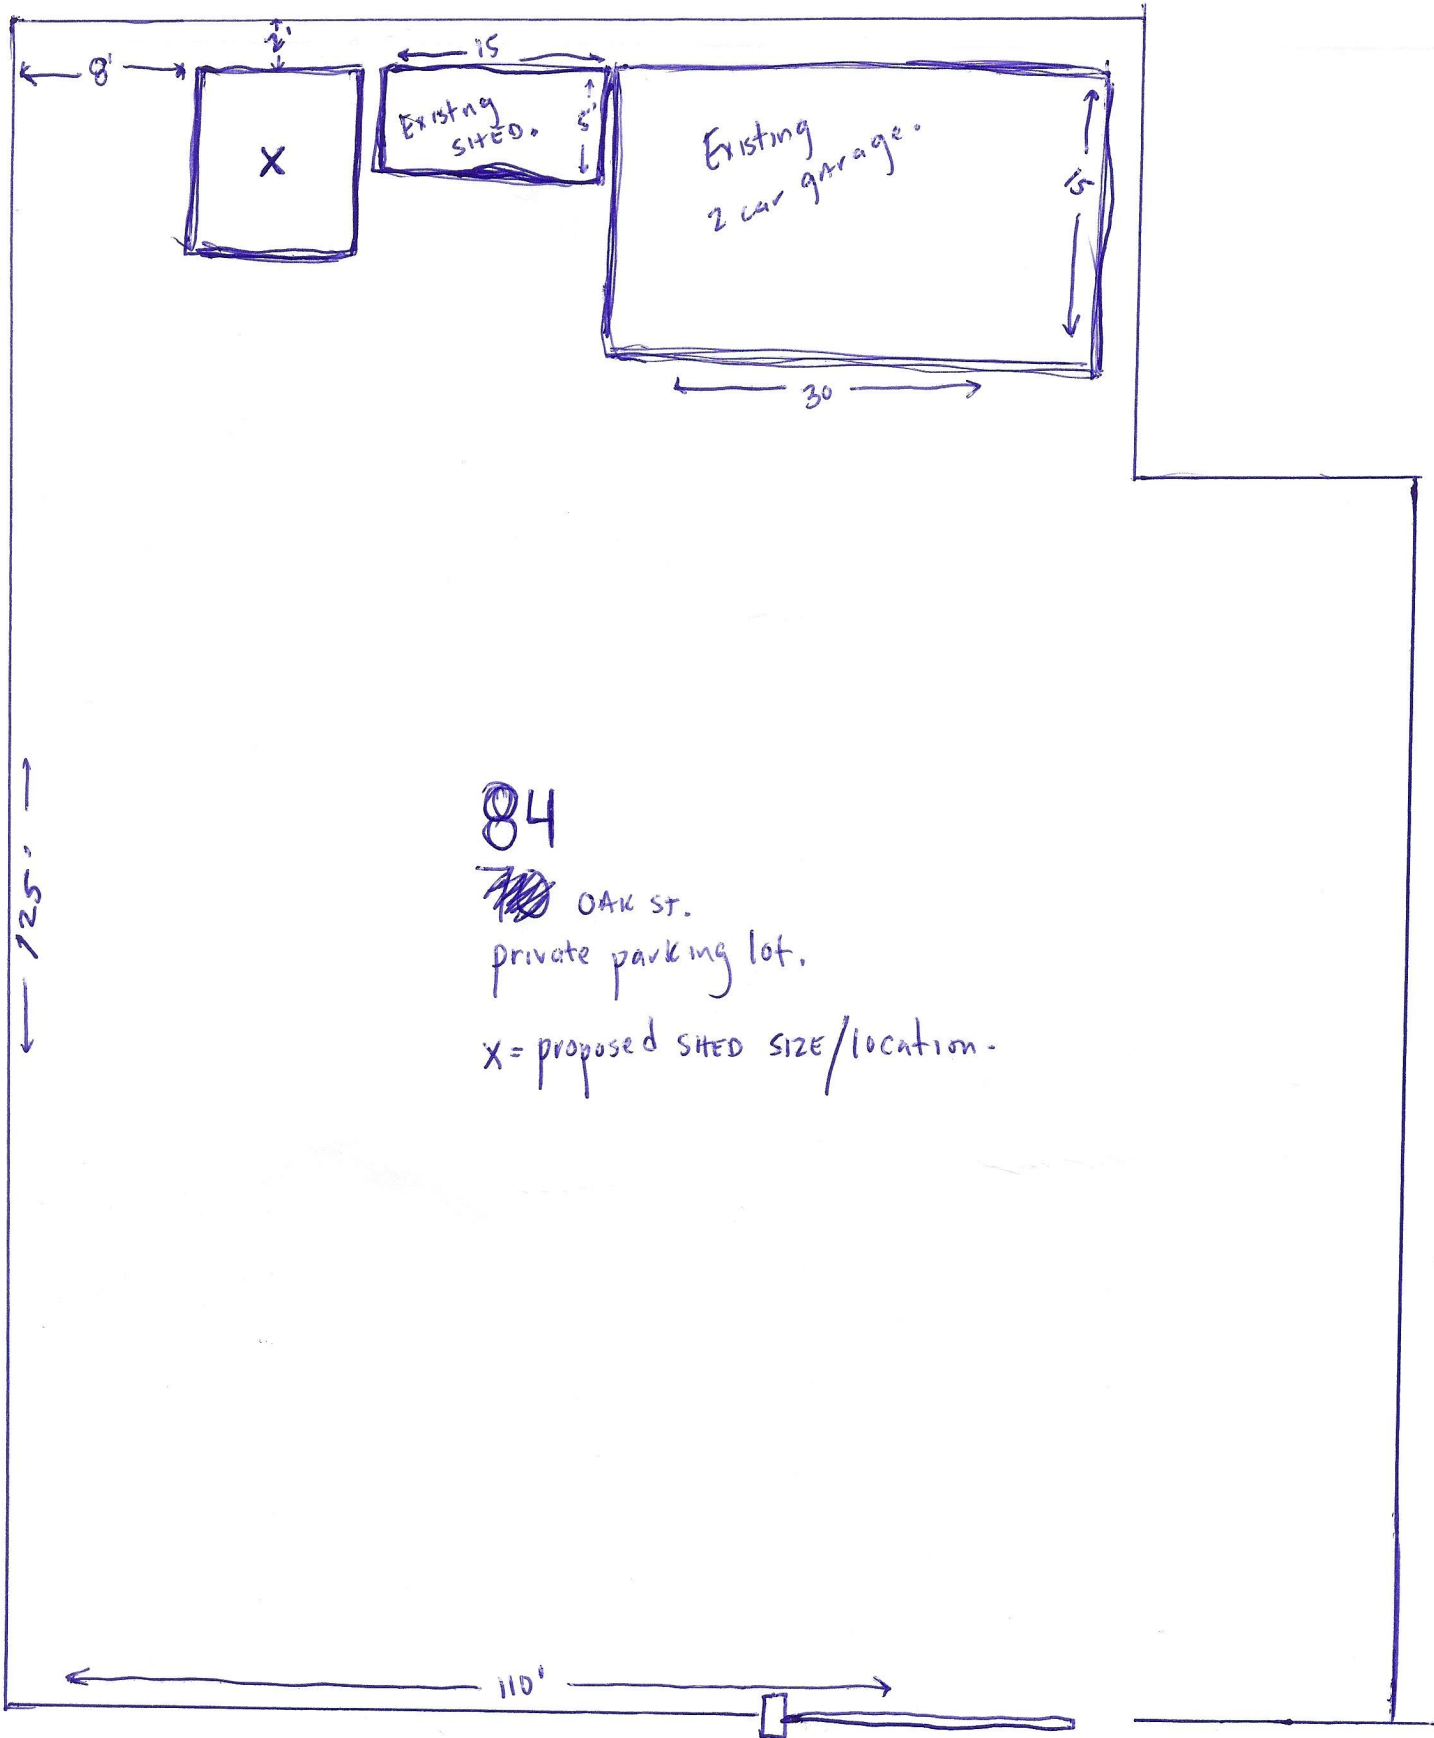 2'
8'
15
Existing
SHED.
5'
X
Existing
2 car garage.
15
30
125'
84
OAK ST.
private parking lot.
X = proposed SHED SIZE/location.
110'